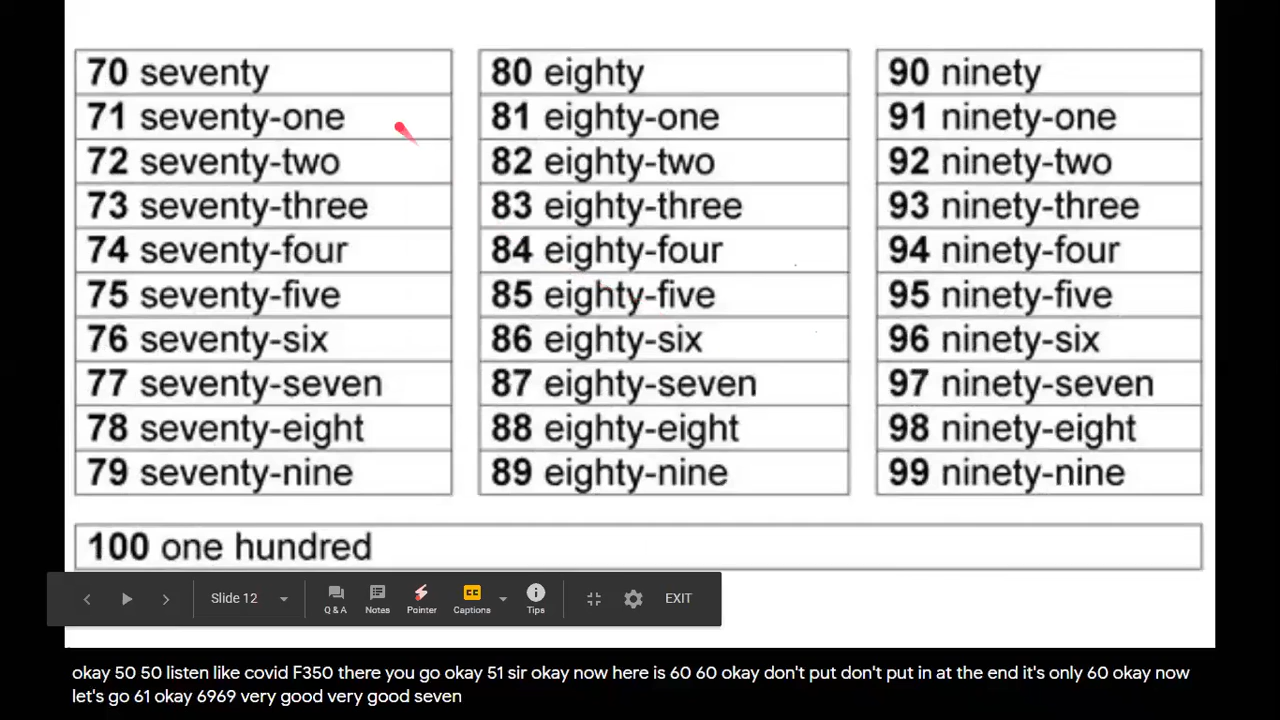 70 seventy
71 seventy-one
72 seventy-two
73 seventy-three
74 seventy-four
75 seventy-five
76 seventy-six
77 seventy-seven
78 seventy-eight
79 seventy-nine
80 eighty
81 eighty-one
82 eighty-two
83 eighty-three
84 eighty-four
85 eighty-five
86 eighty-six
87 eighty-seven
88 eighty-eight
89 eighty-nine
90 ninety
91 ninety-one
92 ninety-two
93 ninety-three
94 ninety-four
95 ninety-five
96 ninety-six
97 ninety-seven
98 ninety-eight
99 ninety-nine
100 one hundred
Slide 12
Q & A
Notes
Pointer
CC
Captions
Tips
EXIT
okay 50 50 listen like covid F350 there you go okay 51 sir okay now here is 60 60 okay don't put don't put in at the end it's only 60 okay now
let's go 61 okay 6969 very good very good seven